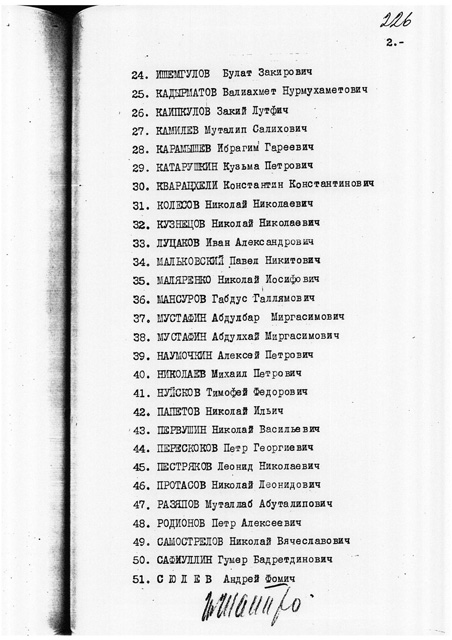 226
2.-
24. ИШЕМГУЛОВ Булат Закирович
25. КАДЫРМАТОВ Валиахмет Нурмухаметович
26. КАИПКУЛОВ Закий Лутфич
27. КАМИЛЕВ Муталип Салихович
28. КАРАМЫШЕВ Ибрагим Гареевич
29. КАТАРУШКИН Кузьма Петрович
30. КВАРАЦХЕЛИ Константин Константинович
31. КОЛЕСОВ Николай Николаевич
32. КУЗНЕЦОВ Николай Николаевич
33. ЛУЦАКОВ Иван Александрович
34. МАЛЬКОВСКИЙ Павел Никитович
35. МАЛЯРЕНКО Николай Иосифович
36. МАНСУРОВ Габдус Галлямович
37. МУСТАФИН Абдулбар Миргасимович
38. МУСТАФИН Абдулхай Миргасимович
39. НАУМОЧКИН Алексей Петрович
40. НИКОЛАЕВ Михаил Петрович
41. НУЙСКОВ Тимофей Федорович
42. ПАПЕТОВ Николай Ильич
43. ПЕРВУШИН Николай Васильевич
44. ПЕРЕСКОКОВ Петр Георгиевич
45. ПЕСТРЯКОВ Леонид Николаевич
46. ПРОТАСОВ Николай Леонидович
47. РАЗЯПОВ Муталлаб Абуталипович
48. РОДИОНОВ Петр Алексеевич
49. САМОСТРЕЛОВ Николай Вячеславович
50. САФИУЛЛИН Гумер Бадретдинович
51. С Ю Л Е В Андрей Фомич